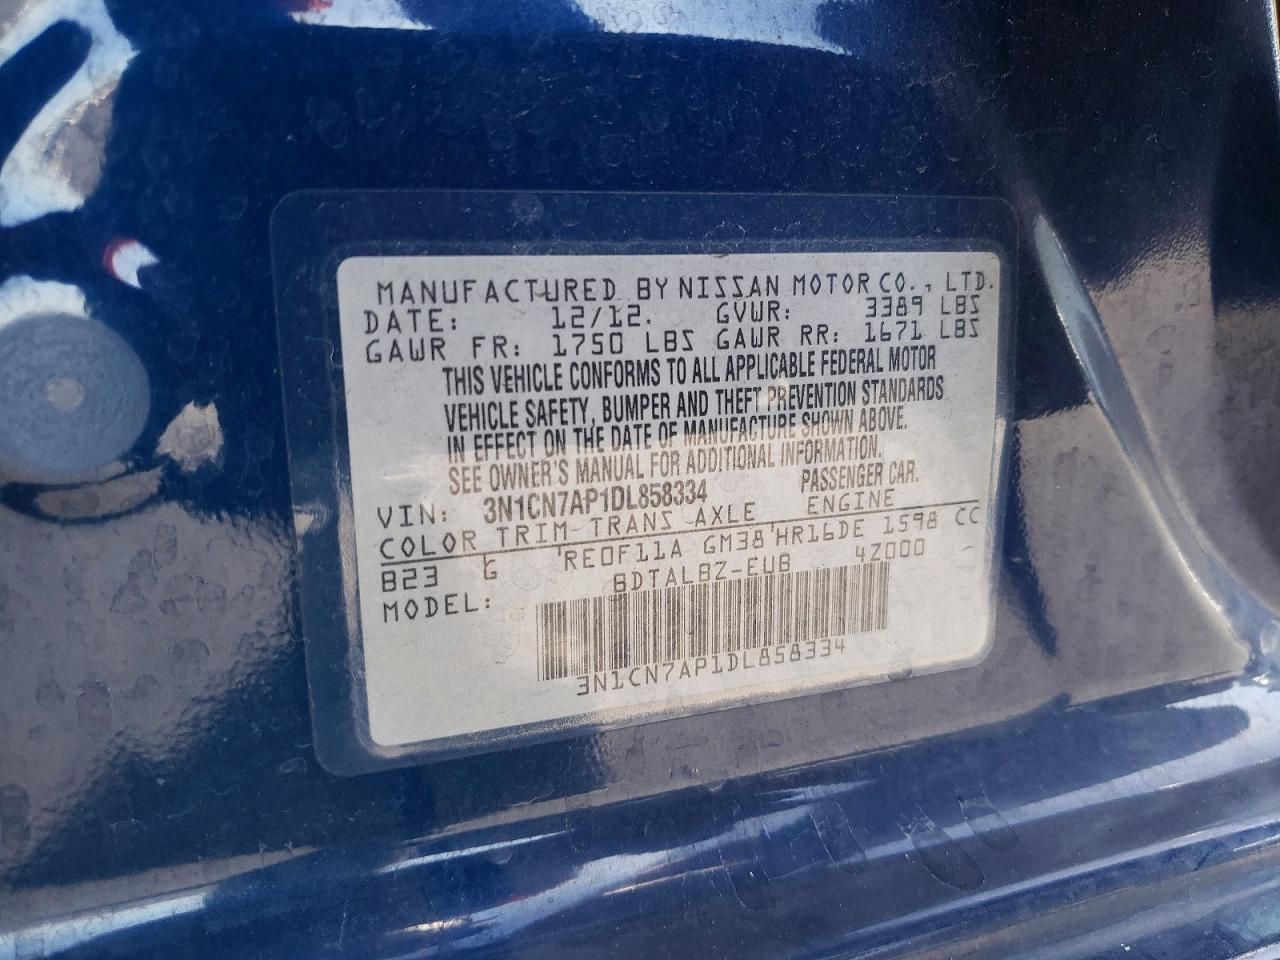 MANUFACTURED BY NISSAN MOTOR CO., LTD.
DATE: 12/12. GVWR: 3389 LBS
GAWR FR: 1750 LBS GAWR RR: 1671 LBS
THIS VEHICLE CONFORMS TO ALL APPLICABLE FEDERAL MOTOR
VEHICLE SAFETY, BUMPER AND THEFT PREVENTION STANDARDS
IN EFFECT ON THE DATE OF MANUFACTURE SHOWN ABOVE.
SEE OWNER'S MANUAL FOR ADDITIONAL INFORMATION.
VIN: 3N1CN7AP1DL858334 PASSENGER CAR.
COLOR TRIM TRANS AXLE ENGINE
B23 G RE0F11A GM38 HR16DE 1598 CC
MODEL: BDTALBZ-EUB 4Z000
3N1CN7AP1DL858334